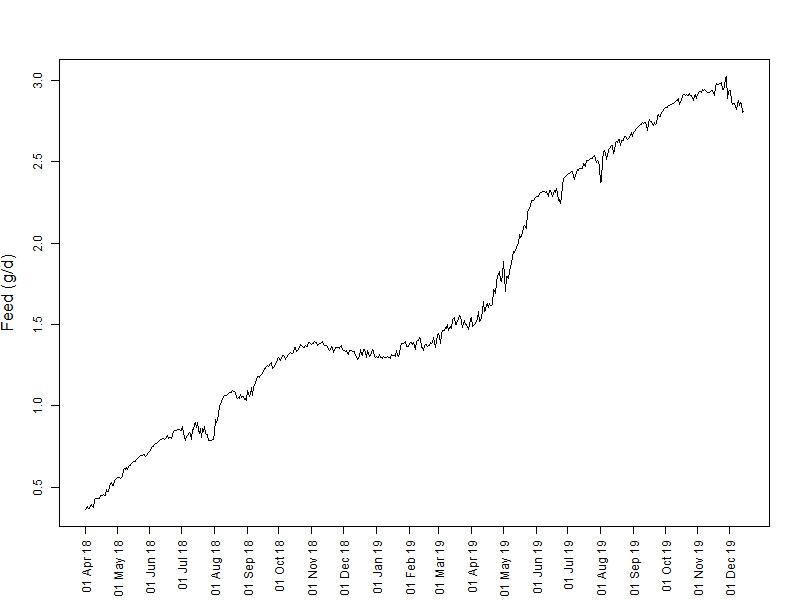 Feed (g/d)
3.0
2.5
2.0
1.5
1.0
0.5
01 Apr 18
01 May 18
01 Jun 18
01 Jul 18
01 Aug 18
01 Sep 18
01 Oct 18
01 Nov 18
01 Dec 18
01 Jan 19
01 Feb 19
01 Mar 19
01 Apr 19
01 May 19
01 Jun 19
01 Jul 19
01 Aug 19
01 Sep 19
01 Oct 19
01 Nov 19
01 Dec 19